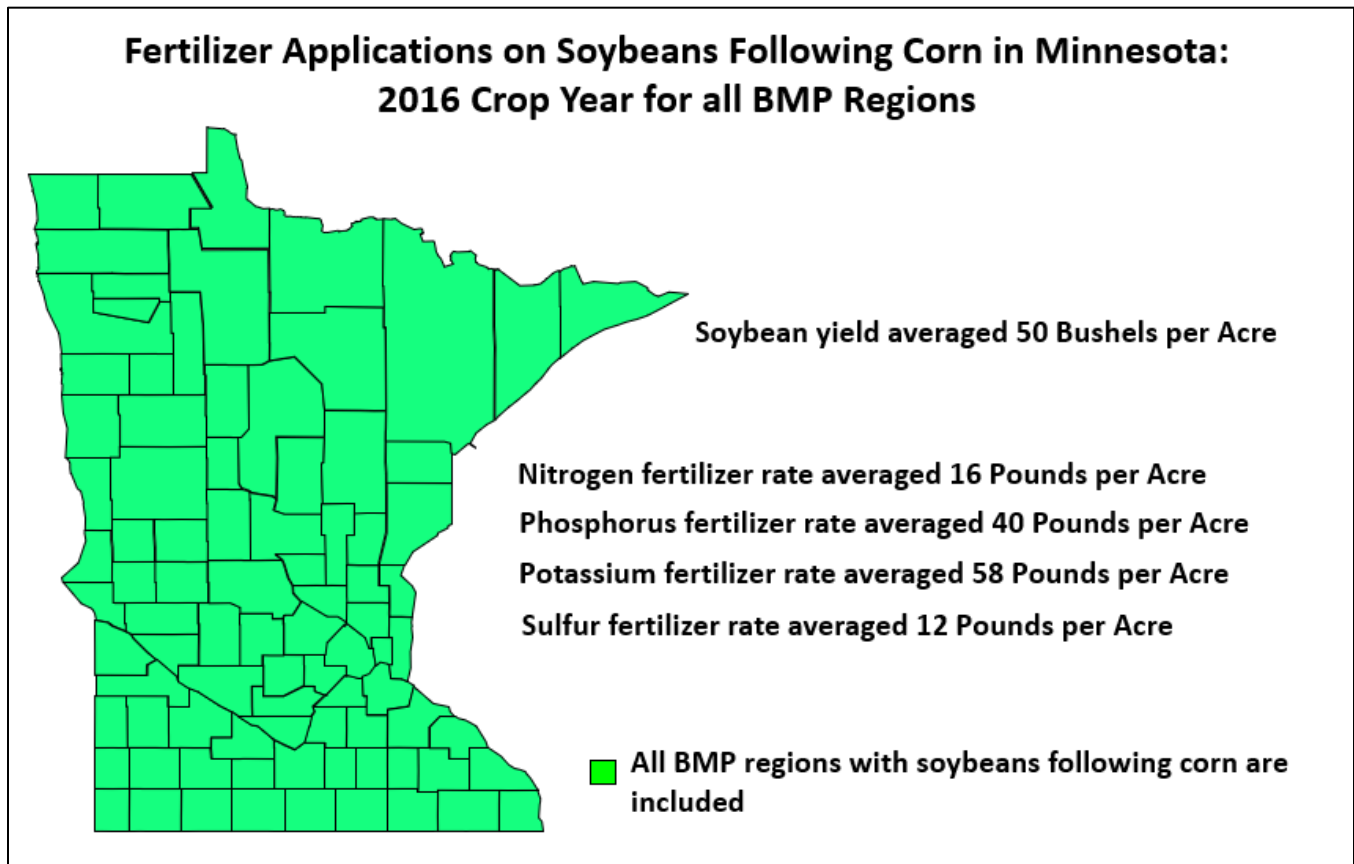 Fertilizer Applications on Soybeans Following Corn in Minnesota:
2016 Crop Year for all BMP Regions
Soybean yield averaged 50 Bushels per Acre
Nitrogen fertilizer rate averaged 16 Pounds per Acre
Phosphorus fertilizer rate averaged 40 Pounds per Acre
Potassium fertilizer rate averaged 58 Pounds per Acre
Sulfur fertilizer rate averaged 12 Pounds per Acre
All BMP regions with soybeans following corn are
included